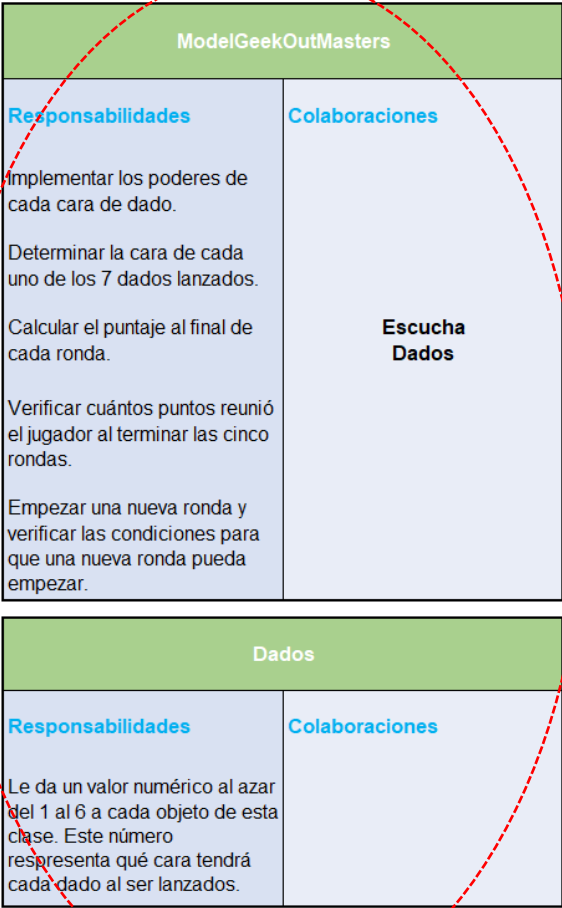 ModelGeekOutMasters
Responsabilidades
Colaboraciones
Implementar los poderes de
cada cara de dado.
Determinar la cara de cada
uno de los 7 dados lanzados.
Calcular el puntaje al final de
cada ronda.
Verificar cuántos puntos reunió
el jugador al terminar las cinco
rondas.
Empezar una nueva ronda y
verificar las condiciones para
que una nueva ronda pueda
empezar.
Escucha
Dados
Dados
Responsabilidades
Colaboraciones
Le da un valor numérico al azar
del 1 al 6 a cada objeto de esta
clase. Este número
respresenta qué cara tendrá
cada dado al ser lanzados.